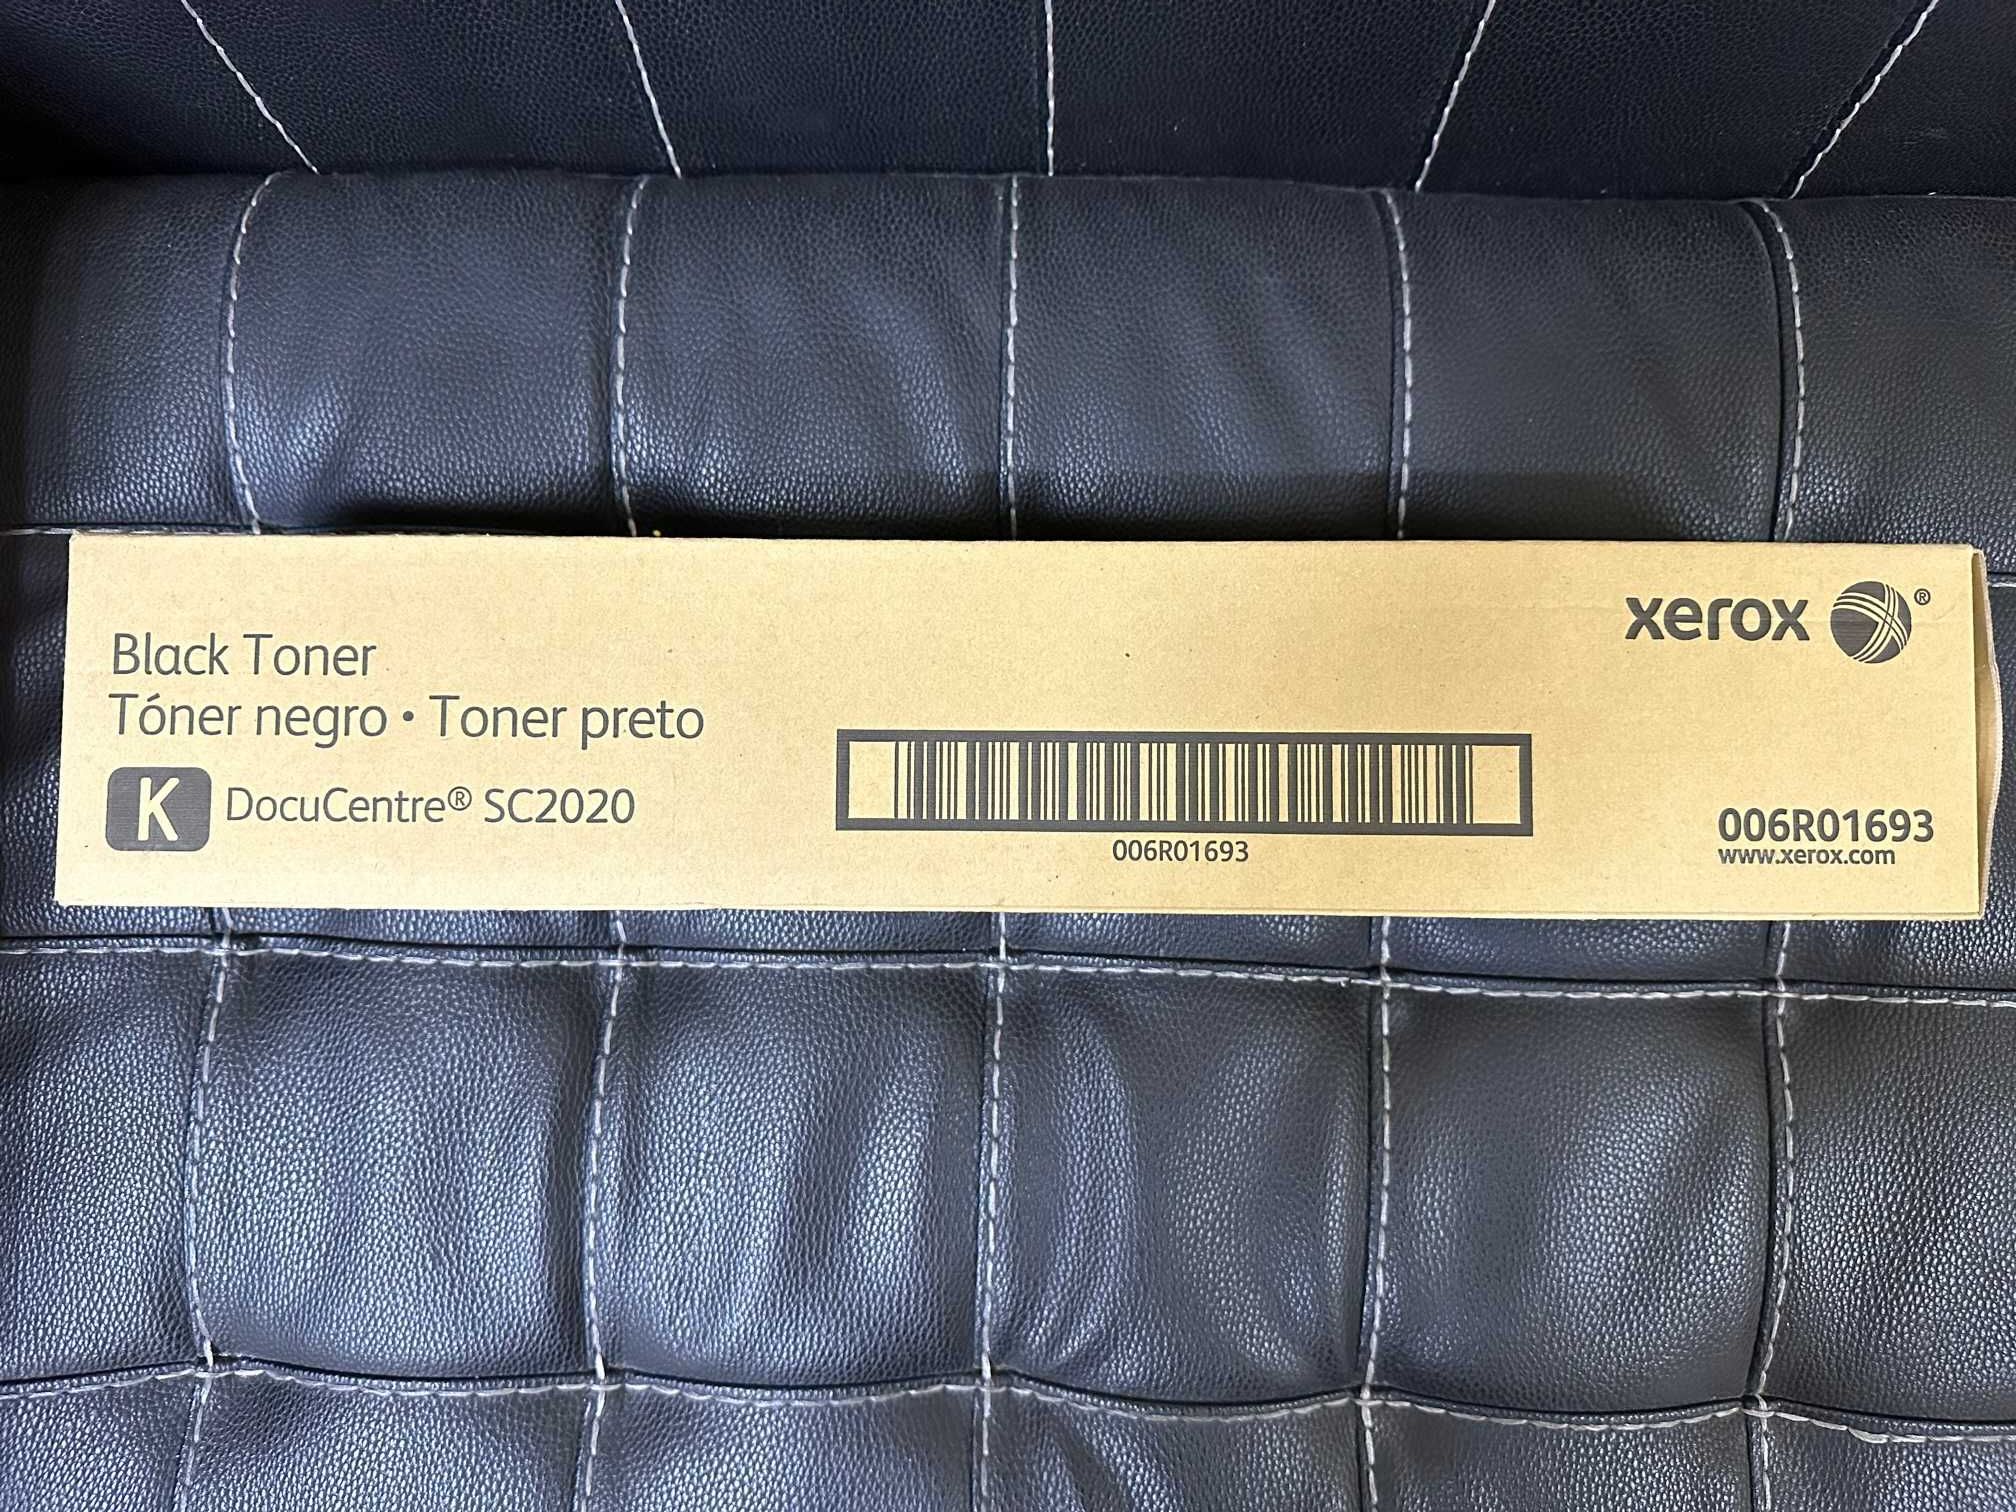 Black Toner
Tóner negro • Toner preto
K DocuCentre® SC2020
006R01693
xerox ®
006R01693
www.xerox.com